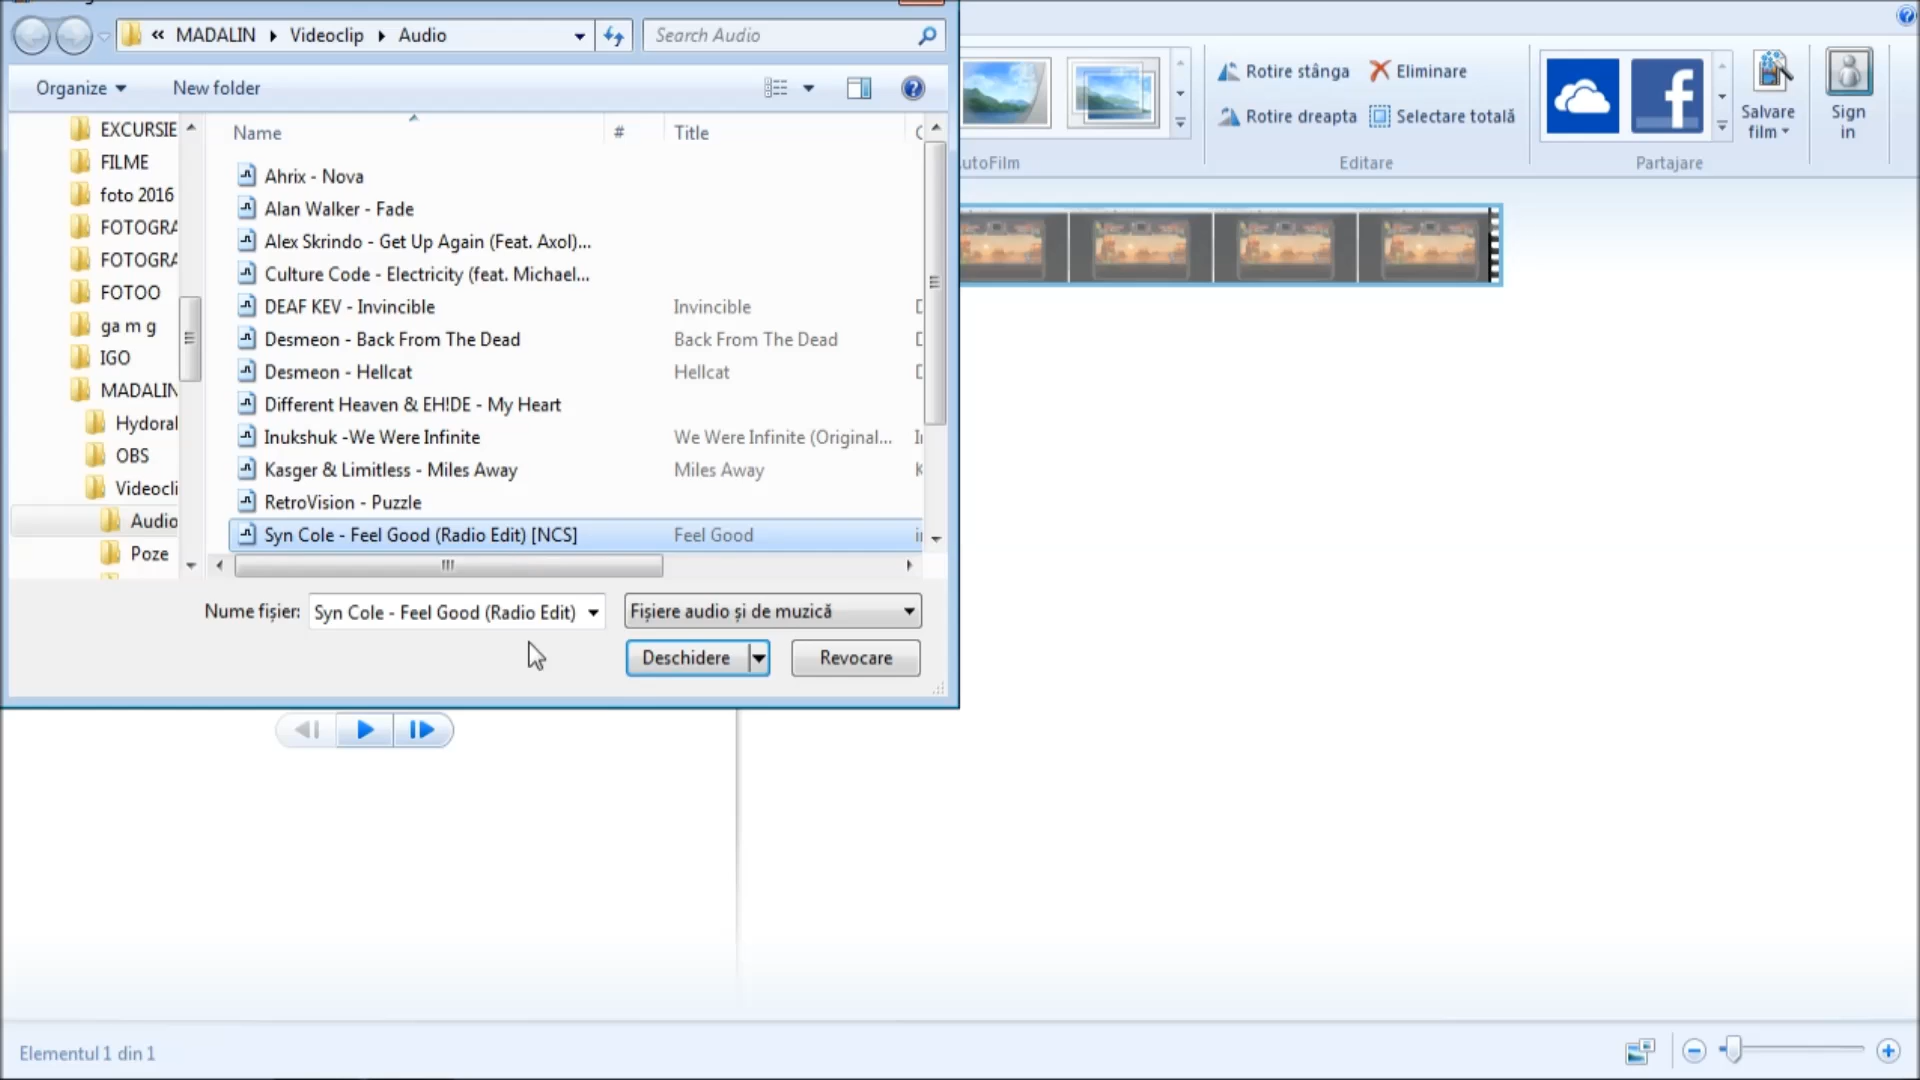 « MADALIN ▸ Videoclip ▸ Audio
Search Audio
Organize
New folder
EXCURSIE
FILME
foto 2016
FOTOGRA
FOTOGRA
FOTOO
ga m g
IGO
MADALIN
Hydoral
OBS
Videocli
Audio
Poze
Name # Title
Ahrix - Nova
Alan Walker - Fade
Alex Skrindo - Get Up Again (Feat. Axol)...
Culture Code - Electricity (feat. Michael...
DEAF KEV - Invincible Invincible
Desmeon - Back From The Dead Back From The Dead
Desmeon - Hellcat Hellcat
Different Heaven & EH!DE - My Heart
Inukshuk -We Were Infinite We Were Infinite (Original...
Kasger & Limitless - Miles Away Miles Away
RetroVision - Puzzle
Syn Cole - Feel Good (Radio Edit) [NCS] Feel Good
Nume fișier: Syn Cole - Feel Good (Radio Edit)
Fișiere audio și de muzică
Deschidere
Revocare
Rotire stânga
Eliminare
Rotire dreapta
Selectare totală
Salvare
film
Sign
in
utoFilm
Editare
Partajare
Elementul 1 din 1